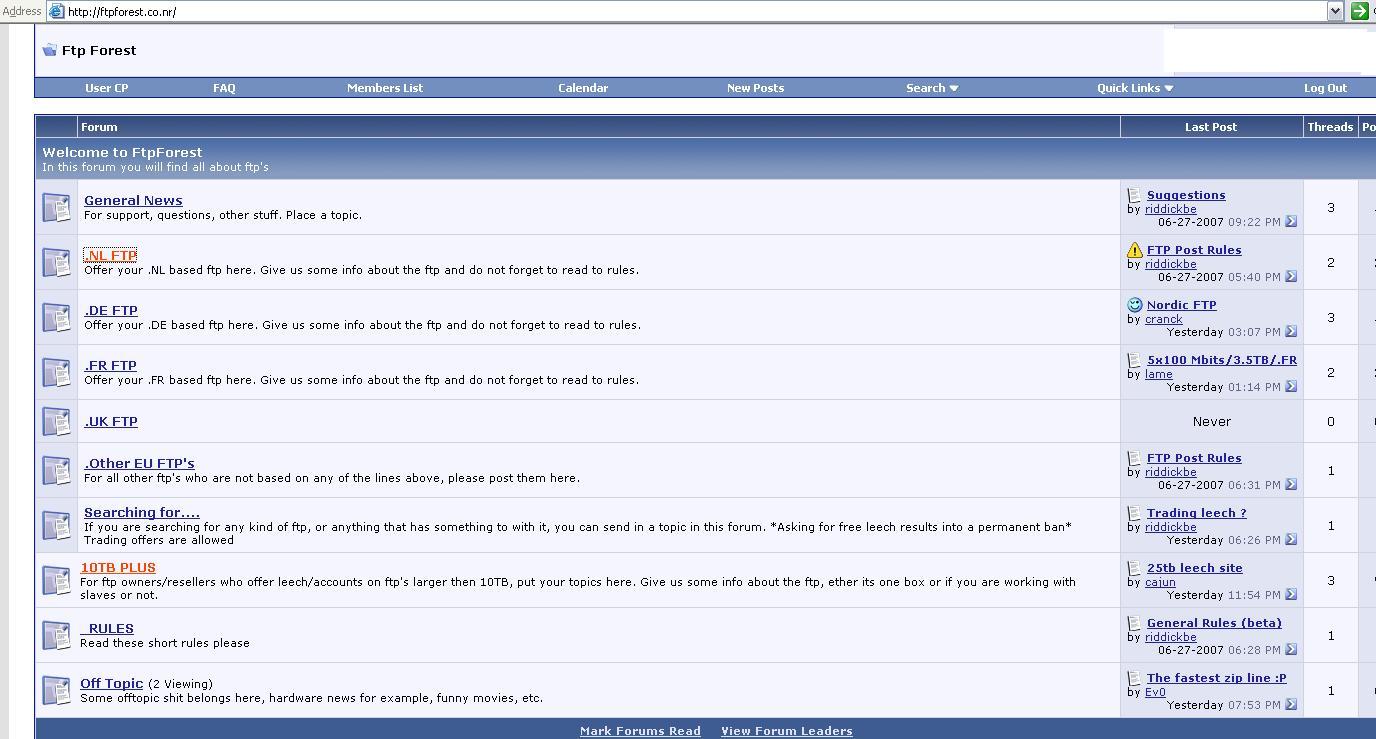 Address http://ftpforest.co.nr/
Ftp Forest
User CP FAQ Members List Calendar New Posts Search Quick Links Log Out
Forum Last Post Threads Po
Welcome to FtpForest
In this forum you will find all about ftp's
General News
For support, questions, other stuff. Place a topic.
Suggestions
by riddickbe
06-27-2007 09:22 PM
3
.NL FTP
Offer your .NL based ftp here. Give us some info about the ftp and do not forget to read to rules.
FTP Post Rules
by riddickbe
06-27-2007 05:40 PM
2
.DE FTP
Offer your .DE based ftp here. Give us some info about the ftp and do not forget to read to rules.
Nordic FTP
by cranck
Yesterday 03:07 PM
3
.FR FTP
Offer your .FR based ftp here. Give us some info about the ftp and do not forget to read to rules.
5x100 Mbits/3.5TB/.FR
by lame
Yesterday 01:14 PM
2
.UK FTP
Never
0
.Other EU FTP's
For all other ftp's who are not based on any of the lines above, please post them here.
FTP Post Rules
by riddickbe
06-27-2007 06:31 PM
1
Searching for....
If you are searching for any kind of ftp, or anything that has something to with it, you can send in a topic in this forum. *Asking for free leech results into a permanent ban*
Trading offers are allowed
Trading leech ?
by riddickbe
Yesterday 06:26 PM
1
10TB PLUS
For ftp owners/resellers who offer leech/accounts on ftp's larger then 10TB, put your topics here. Give us some info about the ftp, ether its one box or if you are working with
slaves or not.
25tb leech site
by cajun
Yesterday 11:54 PM
3
_RULES
Read these short rules please
General Rules (beta)
by riddickbe
06-27-2007 06:28 PM
1
Off Topic (2 Viewing)
Some offtopic shit belongs here, hardware news for example, funny movies, etc.
The fastest zip line :P
by Ev0
Yesterday 07:53 PM
1
Mark Forums Read View Forum Leaders